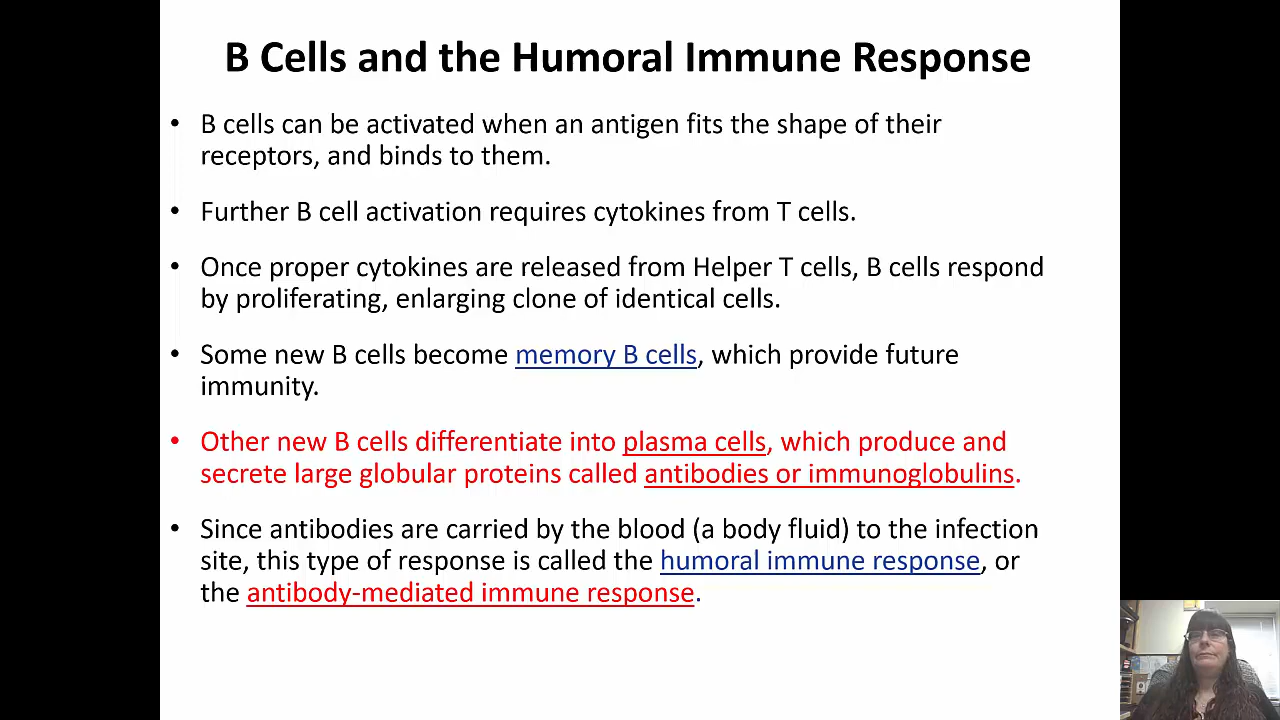 B Cells and the Humoral Immune Response
• B cells can be activated when an antigen fits the shape of their
receptors, and binds to them.
• Further B cell activation requires cytokines from T cells.
• Once proper cytokines are released from Helper T cells, B cells respond
by proliferating, enlarging clone of identical cells.
• Some new B cells become memory B cells, which provide future
immunity.
• Other new B cells differentiate into plasma cells, which produce and
secrete large globular proteins called antibodies or immunoglobulins.
• Since antibodies are carried by the blood (a body fluid) to the infection
site, this type of response is called the humoral immune response, or
the antibody-mediated immune response.